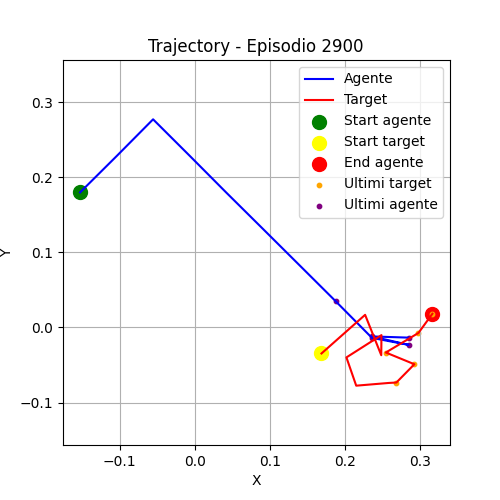 Trajectory - Episodio 2900
Agente
Target
Start agente
Start target
End agente
Ultimi target
Ultimi agente
0.3
0.2
0.1
0.0
−0.1
Y
−0.1
0.0
0.1
0.2
0.3
X